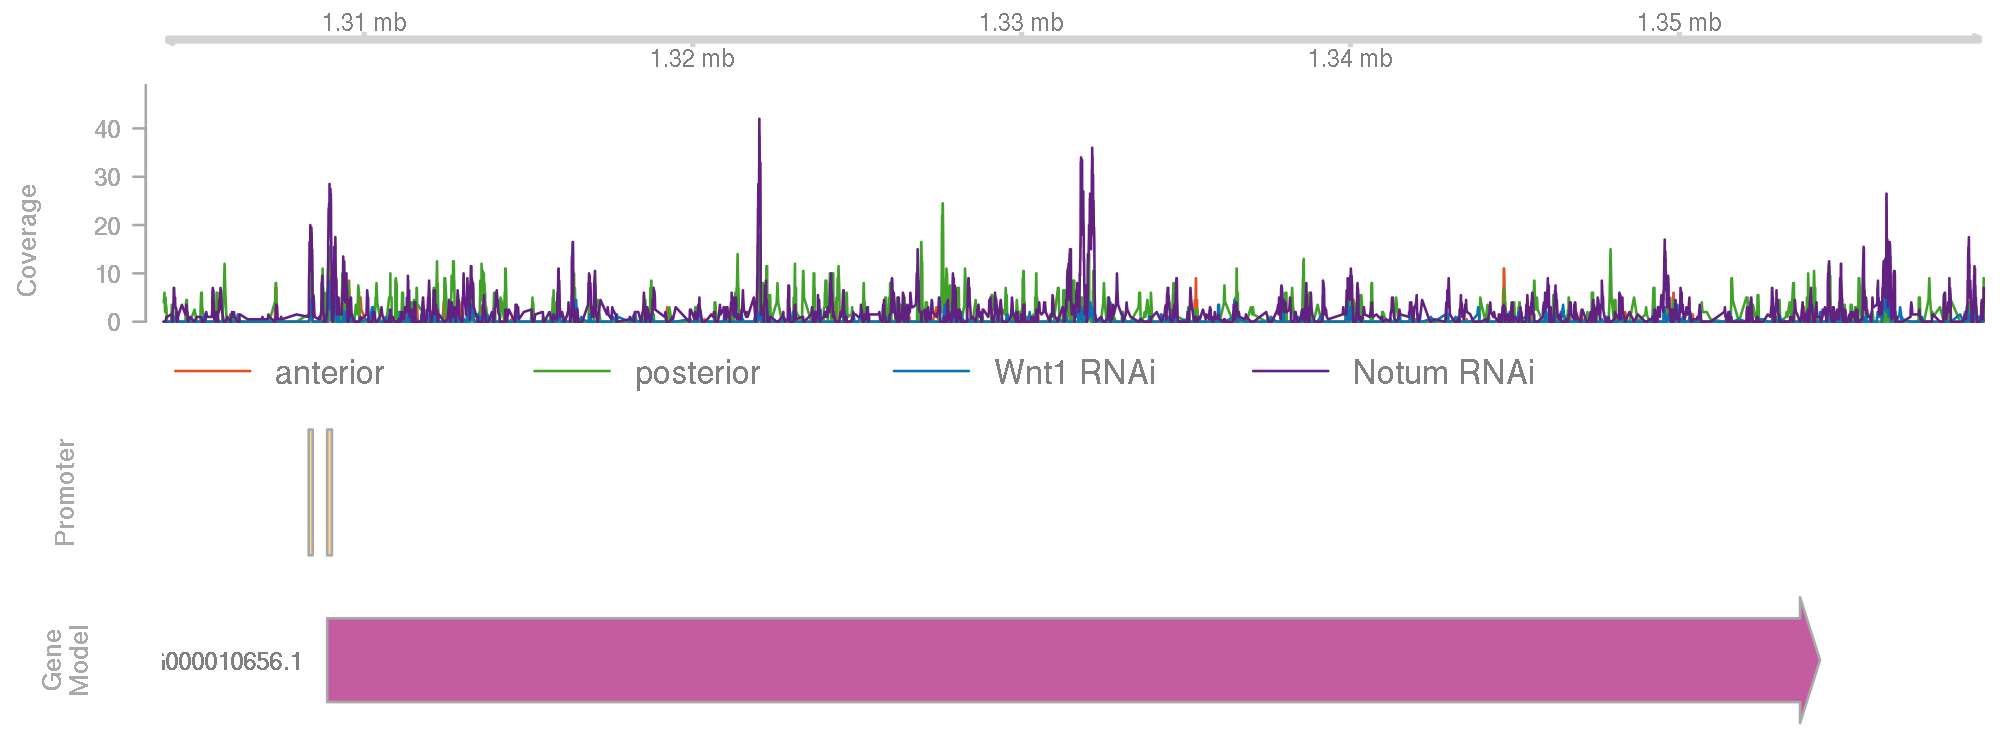 1.31 mb
1.33 mb
1.35 mb
1.32 mb
1.34 mb
Coverage
40
30
20
10
0
anterior
posterior
Wnt1 RNAi
Notum RNAi
Promoter
Gene
Model
i000010656.1